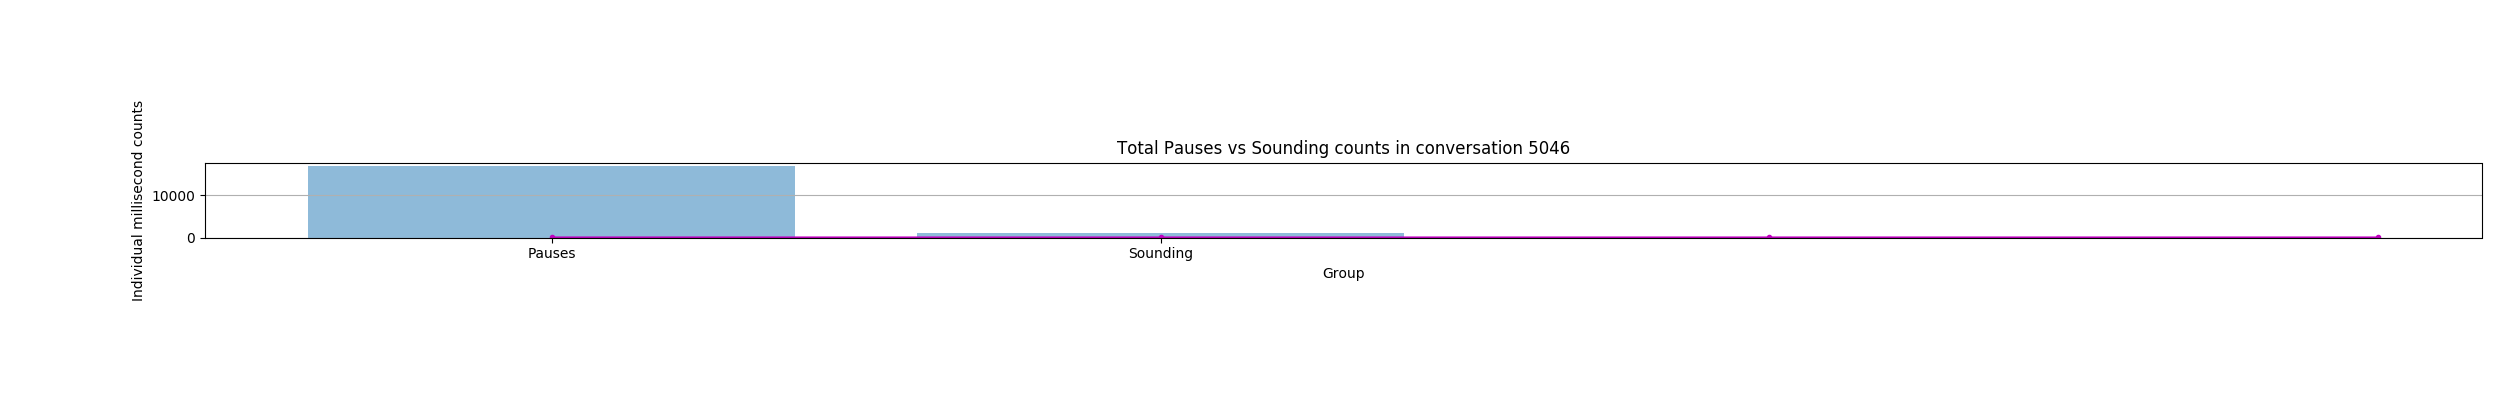 Total Pauses vs Sounding counts in conversation 5046
Individual millisecond counts
10000
0
Pauses
Sounding
Group